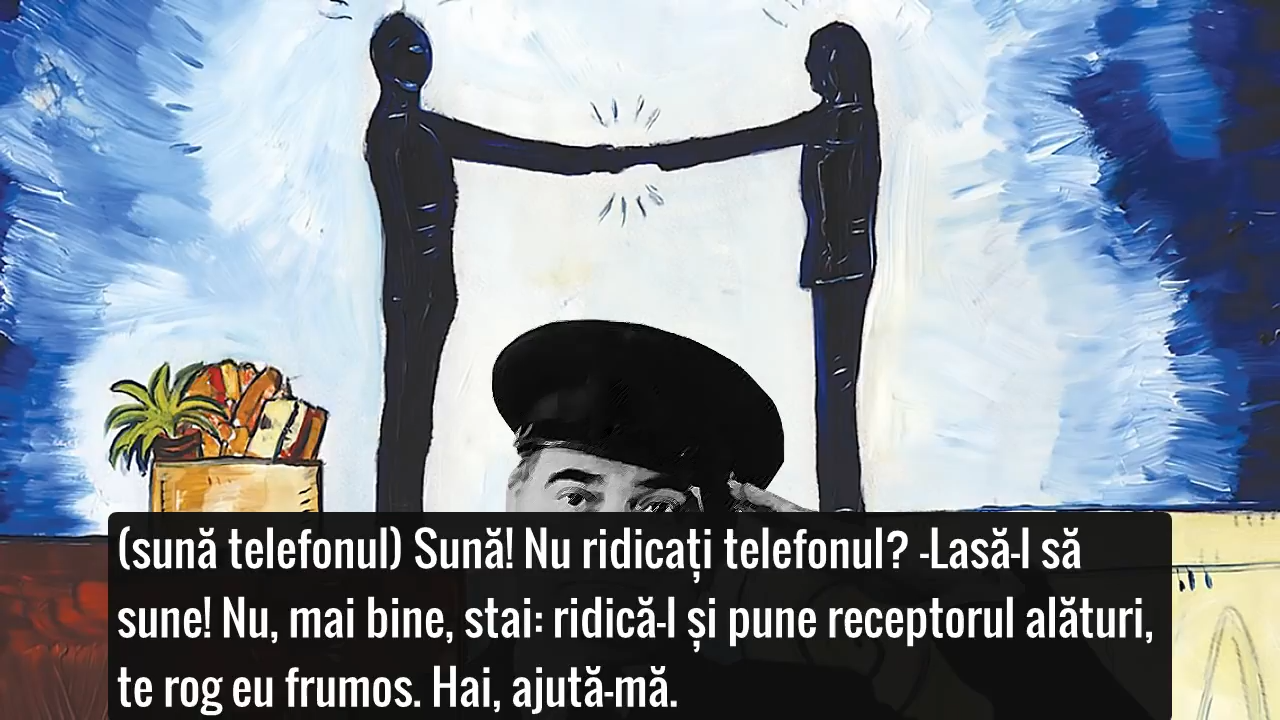 (sună telefonul) Sună! Nu ridicați telefonul? -Lasă-l să
sune! Nu, mai bine, stai: ridică-l și pune receptorul alături,
te rog eu frumos. Hai, ajută-mă.